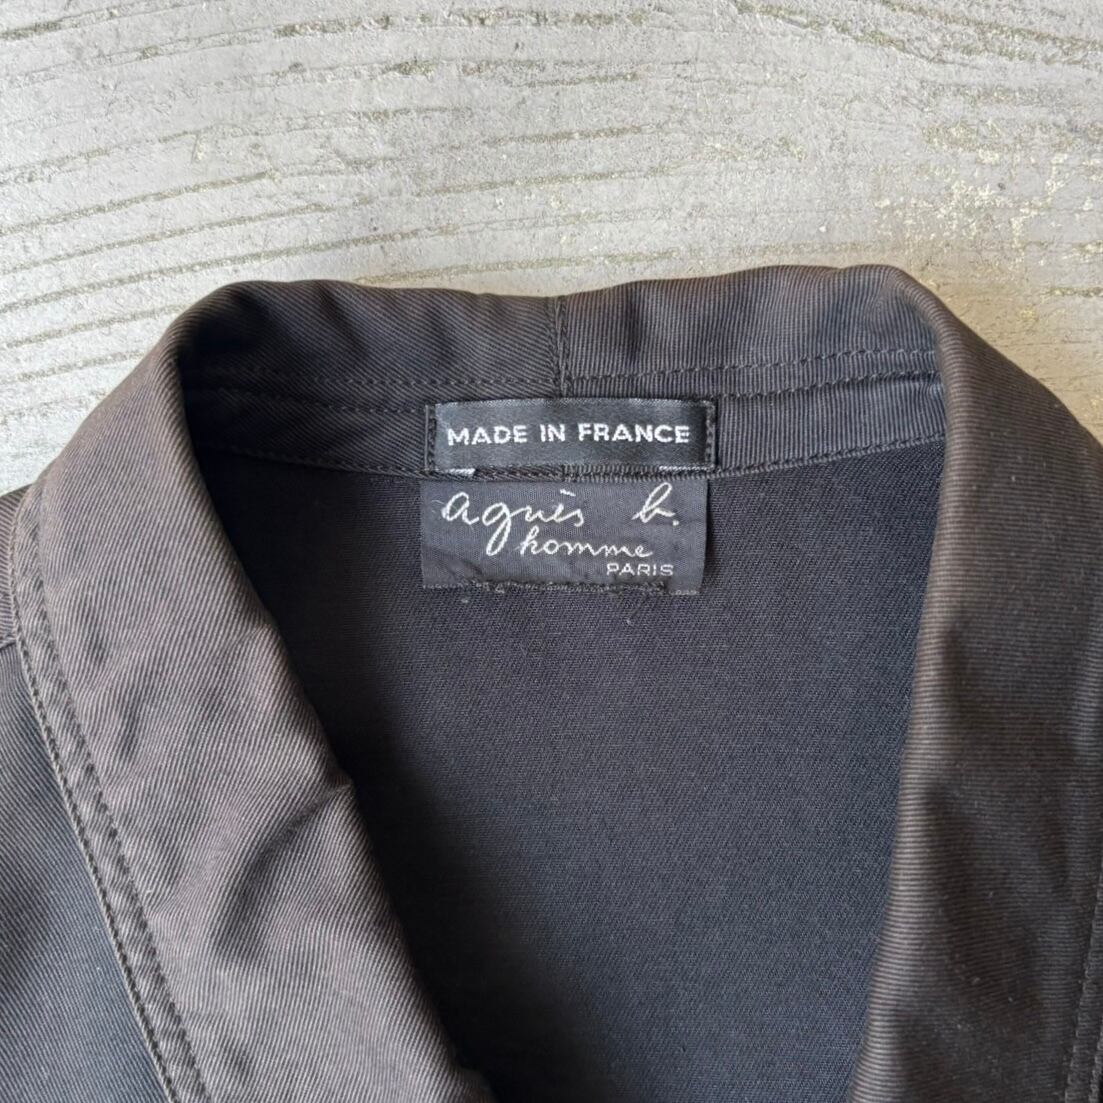 MADE IN FRANCE
agnès b.
homme
PARIS